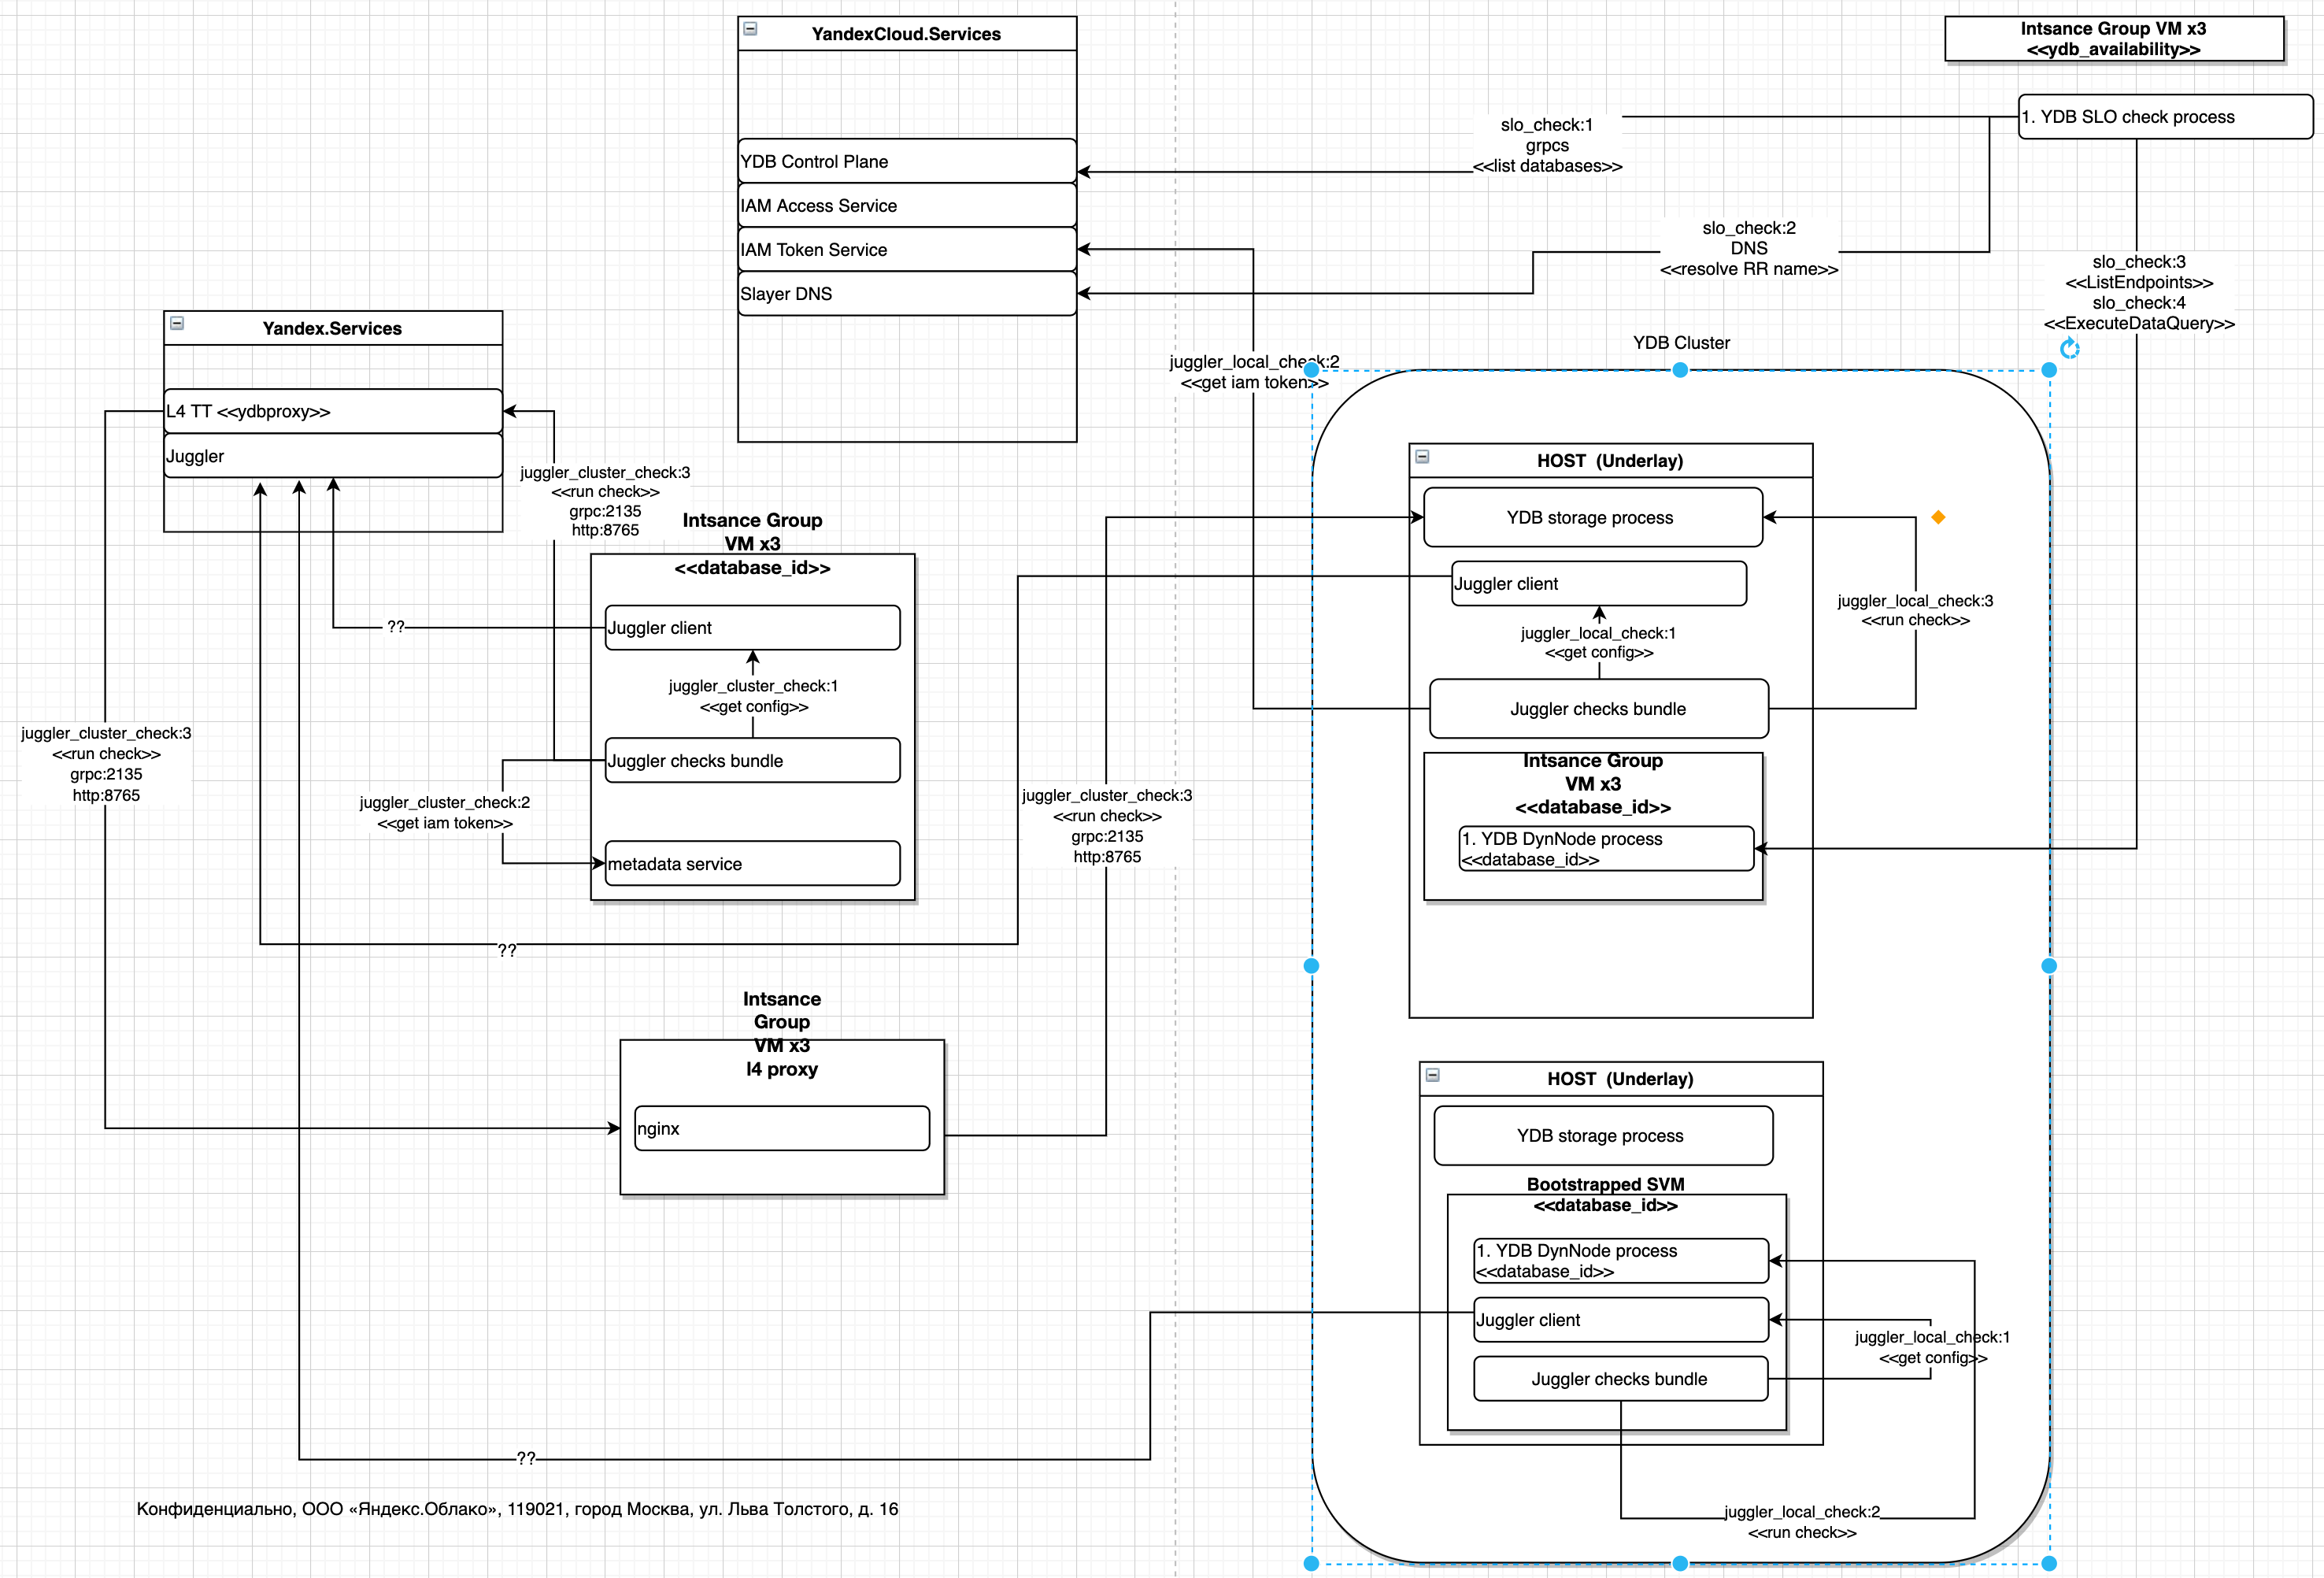 YandexCloud.Services
YDB Control Plane
IAM Access Service
IAM Token Service
Slayer DNS
Intsance Group VM x3
<<ydb_availability>>
1. YDB SLO check process
slo_check:1
grpcs
<<list databases>>
slo_check:2
DNS
<<resolve RR name>>
slo_check:3
<<ListEndpoints>>
slo_check:4
<<ExecuteDataQuery>>
Yandex.Services
L4 TT <<ydbproxy>>
Juggler
juggler_cluster_check:3
<<run check>>
grpc:2135
http:8765
juggler_local_check:2
<<get iam token>>
YDB Cluster
Intsance Group
VM x3
<<database_id>>
Juggler client
juggler_cluster_check:1
<<get config>>
Juggler checks bundle
metadata service
??
juggler_cluster_check:2
<<get iam token>>
juggler_cluster_check:3
<<run check>>
grpc:2135
http:8765
juggler_cluster_check:3
<<run check>>
grpc:2135
http:8765
??
Intsance
Group
VM x3
l4 proxy
nginx
HOST (Underlay)
YDB storage process
Juggler client
juggler_local_check:1
<<get config>>
Juggler checks bundle
juggler_local_check:3
<<run check>>
Intsance Group
VM x3
<<database_id>>
1. YDB DynNode process
<<database_id>>
HOST (Underlay)
YDB storage process
Bootstrapped SVM
<<database_id>>
1. YDB DynNode process
<<database_id>>
Juggler client
Juggler checks bundle
juggler_local_check:1
<<get config>>
juggler_local_check:2
<<run check>>
??
Конфиденциально, ООО «Яндекс.Облако», 119021, город Москва, ул. Льва Толстого, д. 16